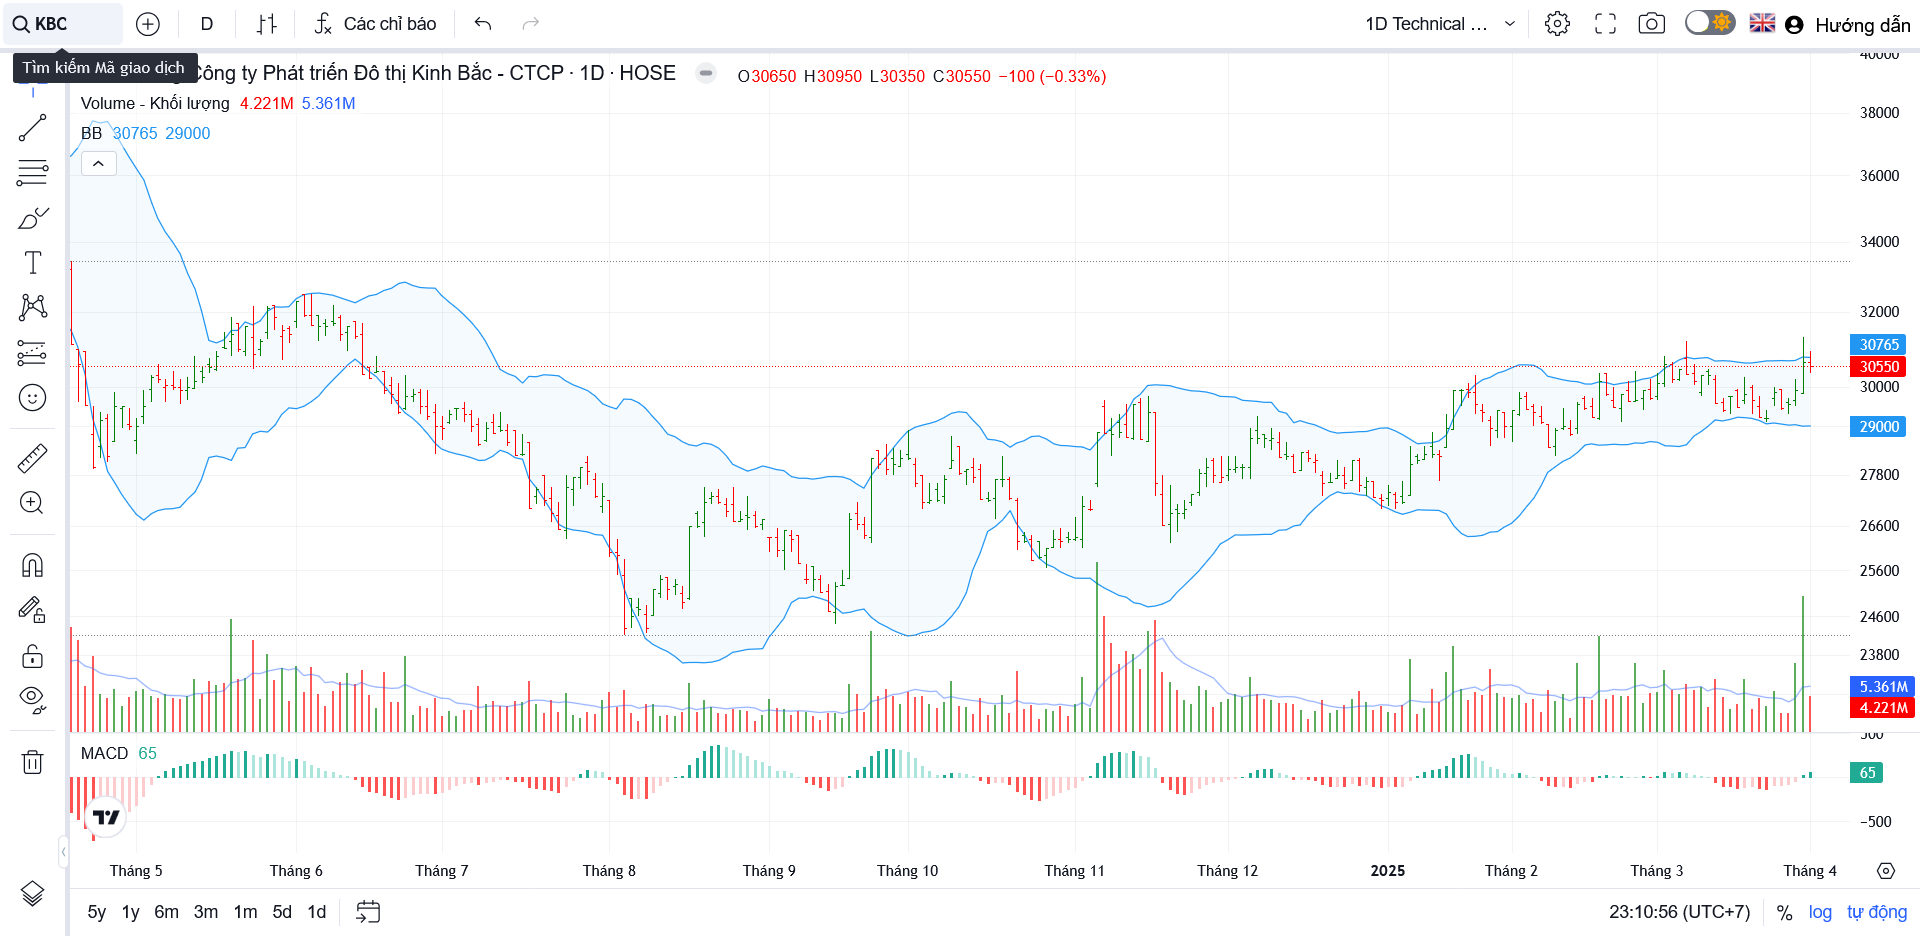 KBC
D
Các chỉ báo
1D Technical ...
Hướng dẫn
Tìm kiếm Mã giao dịch
Công ty Phát triển Đô thị Kinh Bắc - CTCP · 1D · HOSE
O30650 H30950 L30350 C30550 −100 (−0.33%)
Volume - Khối lượng 4.221M 5.361M
BB 30765 29000
40000
38000
36000
34000
32000
30765
30550
30000
29000
27800
26600
25600
24600
23800
5.361M
4.221M
500
MACD 65
65
−500
Tháng 5
Tháng 6
Tháng 7
Tháng 8
Tháng 9
Tháng 10
Tháng 11
Tháng 12
2025
Tháng 2
Tháng 3
Tháng 4
5y 1y 6m 3m 1m 5d 1d
23:10:56 (UTC+7)
% log tự động